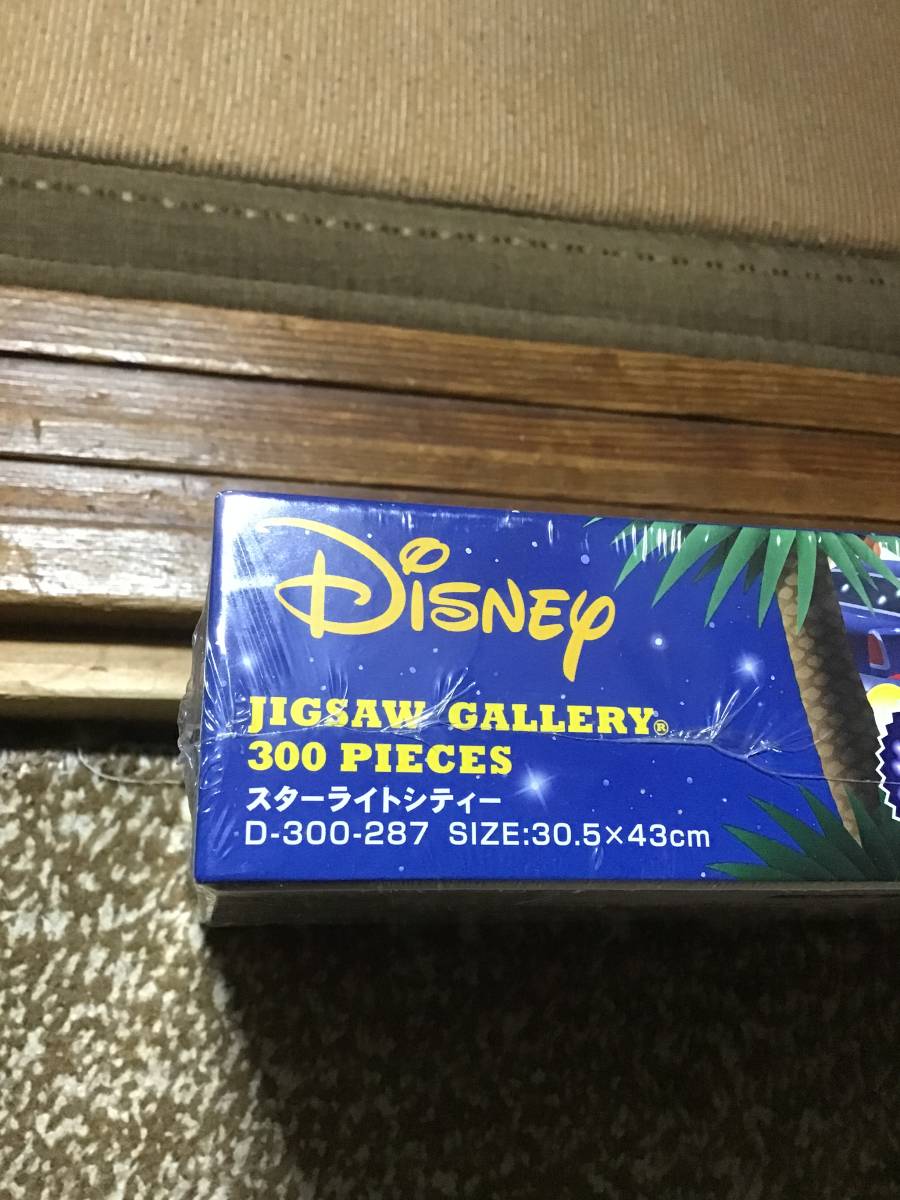 Disney
JIGSAW GALLERY®
300 PIECES
スターライトシティー
D-300-287 SIZE:30.5×43cm